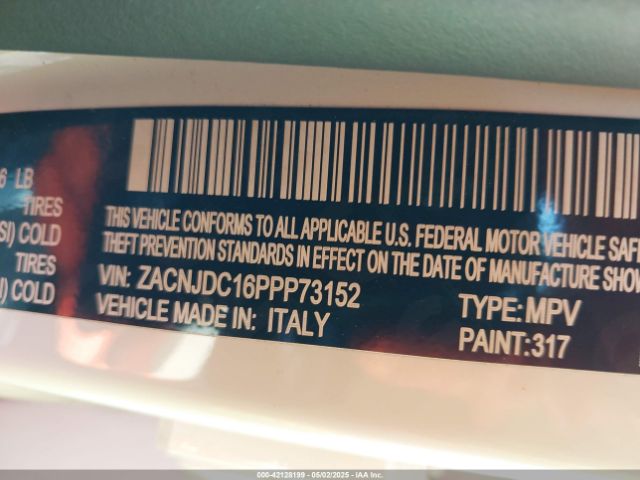 6 LB
TIRES
SI) COLD
TIRES
I) COLD
THIS VEHICLE CONFORMS TO ALL APPLICABLE U.S. FEDERAL MOTOR VEHICLE SAF
THEFT PREVENTION STANDARDS IN EFFECT ON THE DATE OF MANUFACTURE SHO
VIN: ZACNJDC16PPP73152
VEHICLE MADE IN: ITALY
TYPE: MPV
PAINT: 317
000-42128199 — 05/02/2025 — IAA Inc.